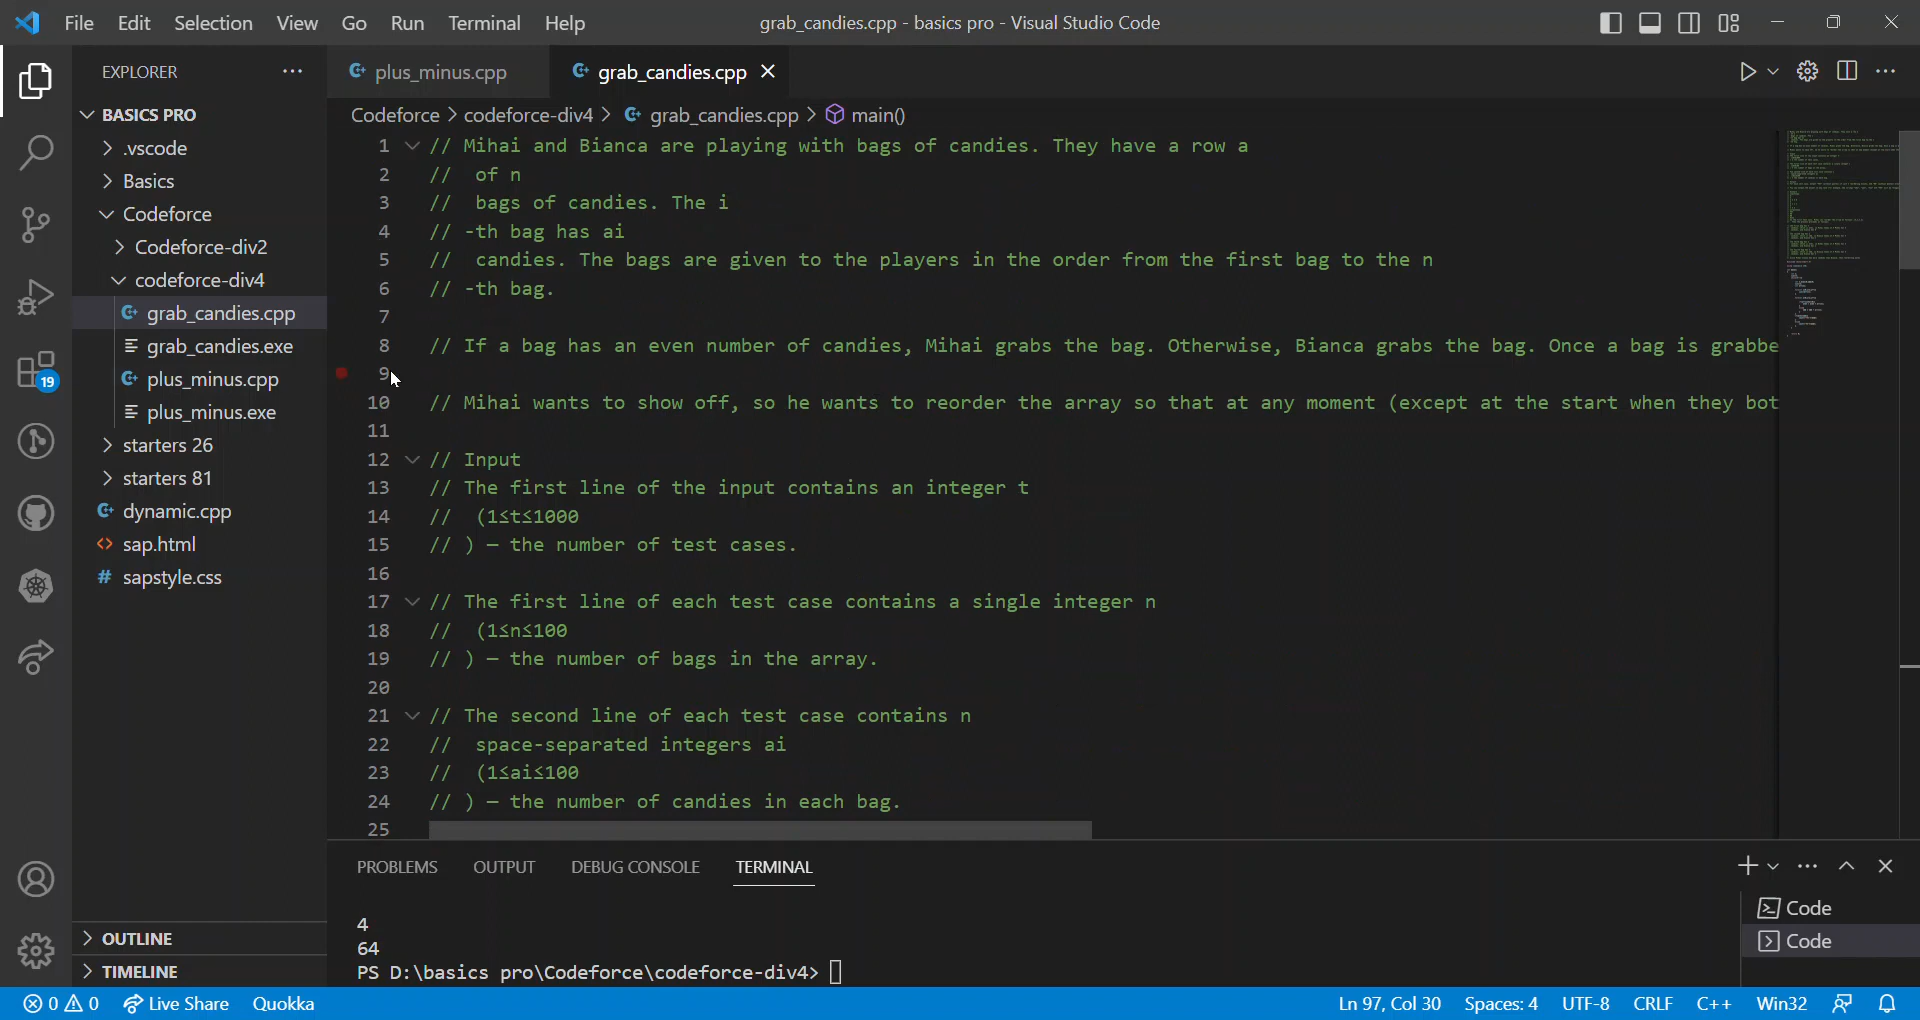 File Edit Selection View Go Run Terminal Help
grab_candies.cpp - basics pro - Visual Studio Code
EXPLORER
plus_minus.cpp
grab_candies.cpp
BASICS PRO
.vscode
Basics
Codeforce
Codeforce-div2
codeforce-div4
grab_candies.cpp
grab_candies.exe
plus_minus.cpp
plus_minus.exe
starters 26
starters 81
dynamic.cpp
sap.html
sapstyle.css
OUTLINE
TIMELINE
19
Codeforce > codeforce-div4 > grab_candies.cpp > main()
1 // Mihai and Bianca are playing with bags of candies. They have a row a
2 //  of n
3 //  bags of candies. The i
4 // -th bag has ai
5 //  candies. The bags are given to the players in the order from the first bag to the n
6 // -th bag.
7
8 // If a bag has an even number of candies, Mihai grabs the bag. Otherwise, Bianca grabs the bag. Once a bag is grabbe
9
10 // Mihai wants to show off, so he wants to reorder the array so that at any moment (except at the start when they bot
11
12 // Input
13 // The first line of the input contains an integer t
14 //  (1≤t≤1000
15 // ) — the number of test cases.
16
17 // The first line of each test case contains a single integer n
18 //  (1≤n≤100
19 // ) — the number of bags in the array.
20
21 // The second line of each test case contains n
22 //  space-separated integers ai
23 //  (1≤ai≤100
24 // ) — the number of candies in each bag.
25
PROBLEMS OUTPUT DEBUG CONSOLE TERMINAL
4
64
PS D:\basics pro\Codeforce\codeforce-div4>
Code
Code
0 0 Live Share Quokka
Ln 97, Col 30 Spaces: 4 UTF-8 CRLF C++ Win32